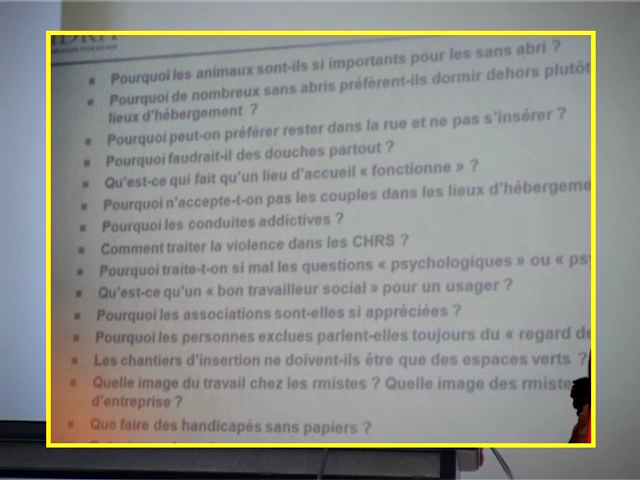 Pourquoi les animaux sont-ils si importants pour les sans abri ?
Pourquoi de nombreux sans abris préfèrent-ils dormir dehors plutôt
lieux d'hébergement ?
Pourquoi peut-on préférer rester dans la rue et ne pas s'insérer ?
Pourquoi faudrait-il des douches partout ?
Qu'est-ce qui fait qu'un lieu d'accueil « fonctionne » ?
Pourquoi n'accepte-t-on pas les couples dans les lieux d'hébergeme
Pourquoi les conduites addictives ?
Comment traiter la violence dans les CHRS ?
Pourquoi traite-t-on si mal les questions « psychologiques » ou « psy
Qu'est-ce qu'un « bon travailleur social » pour un usager ?
Pourquoi les associations sont-elles si appréciées ?
Pourquoi les personnes exclues parlent-elles toujours du « regard de
Les chantiers d'insertion ne doivent-ils être que des espaces verts ?
Quelle image du travail chez les rmistes ? Quelle image des rmiste
d'entreprise ?
Que faire des handicapés sans papiers ?